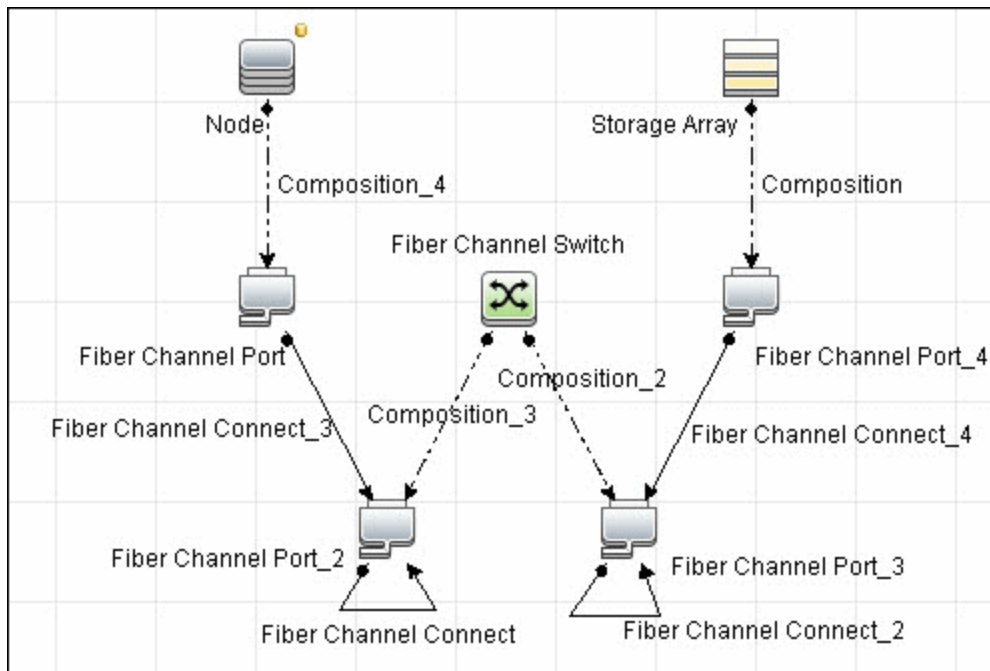 Node
Storage Array
Composition_4
Composition
Fiber Channel Switch
Fiber Channel Port
Fiber Channel Port_4
Composition_2
Composition_3
Fiber Channel Connect_3
Fiber Channel Connect_4
Fiber Channel Port_2
Fiber Channel Port_3
Fiber Channel Connect
Fiber Channel Connect_2